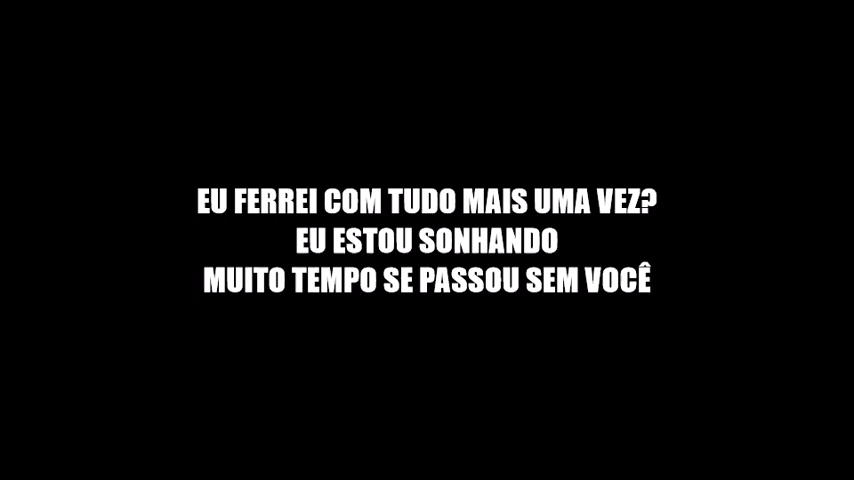 EU FERREI COM TUDO MAIS UMA VEZ?
EU ESTOU SONHANDO
MUITO TEMPO SE PASSOU SEM VOCÊ